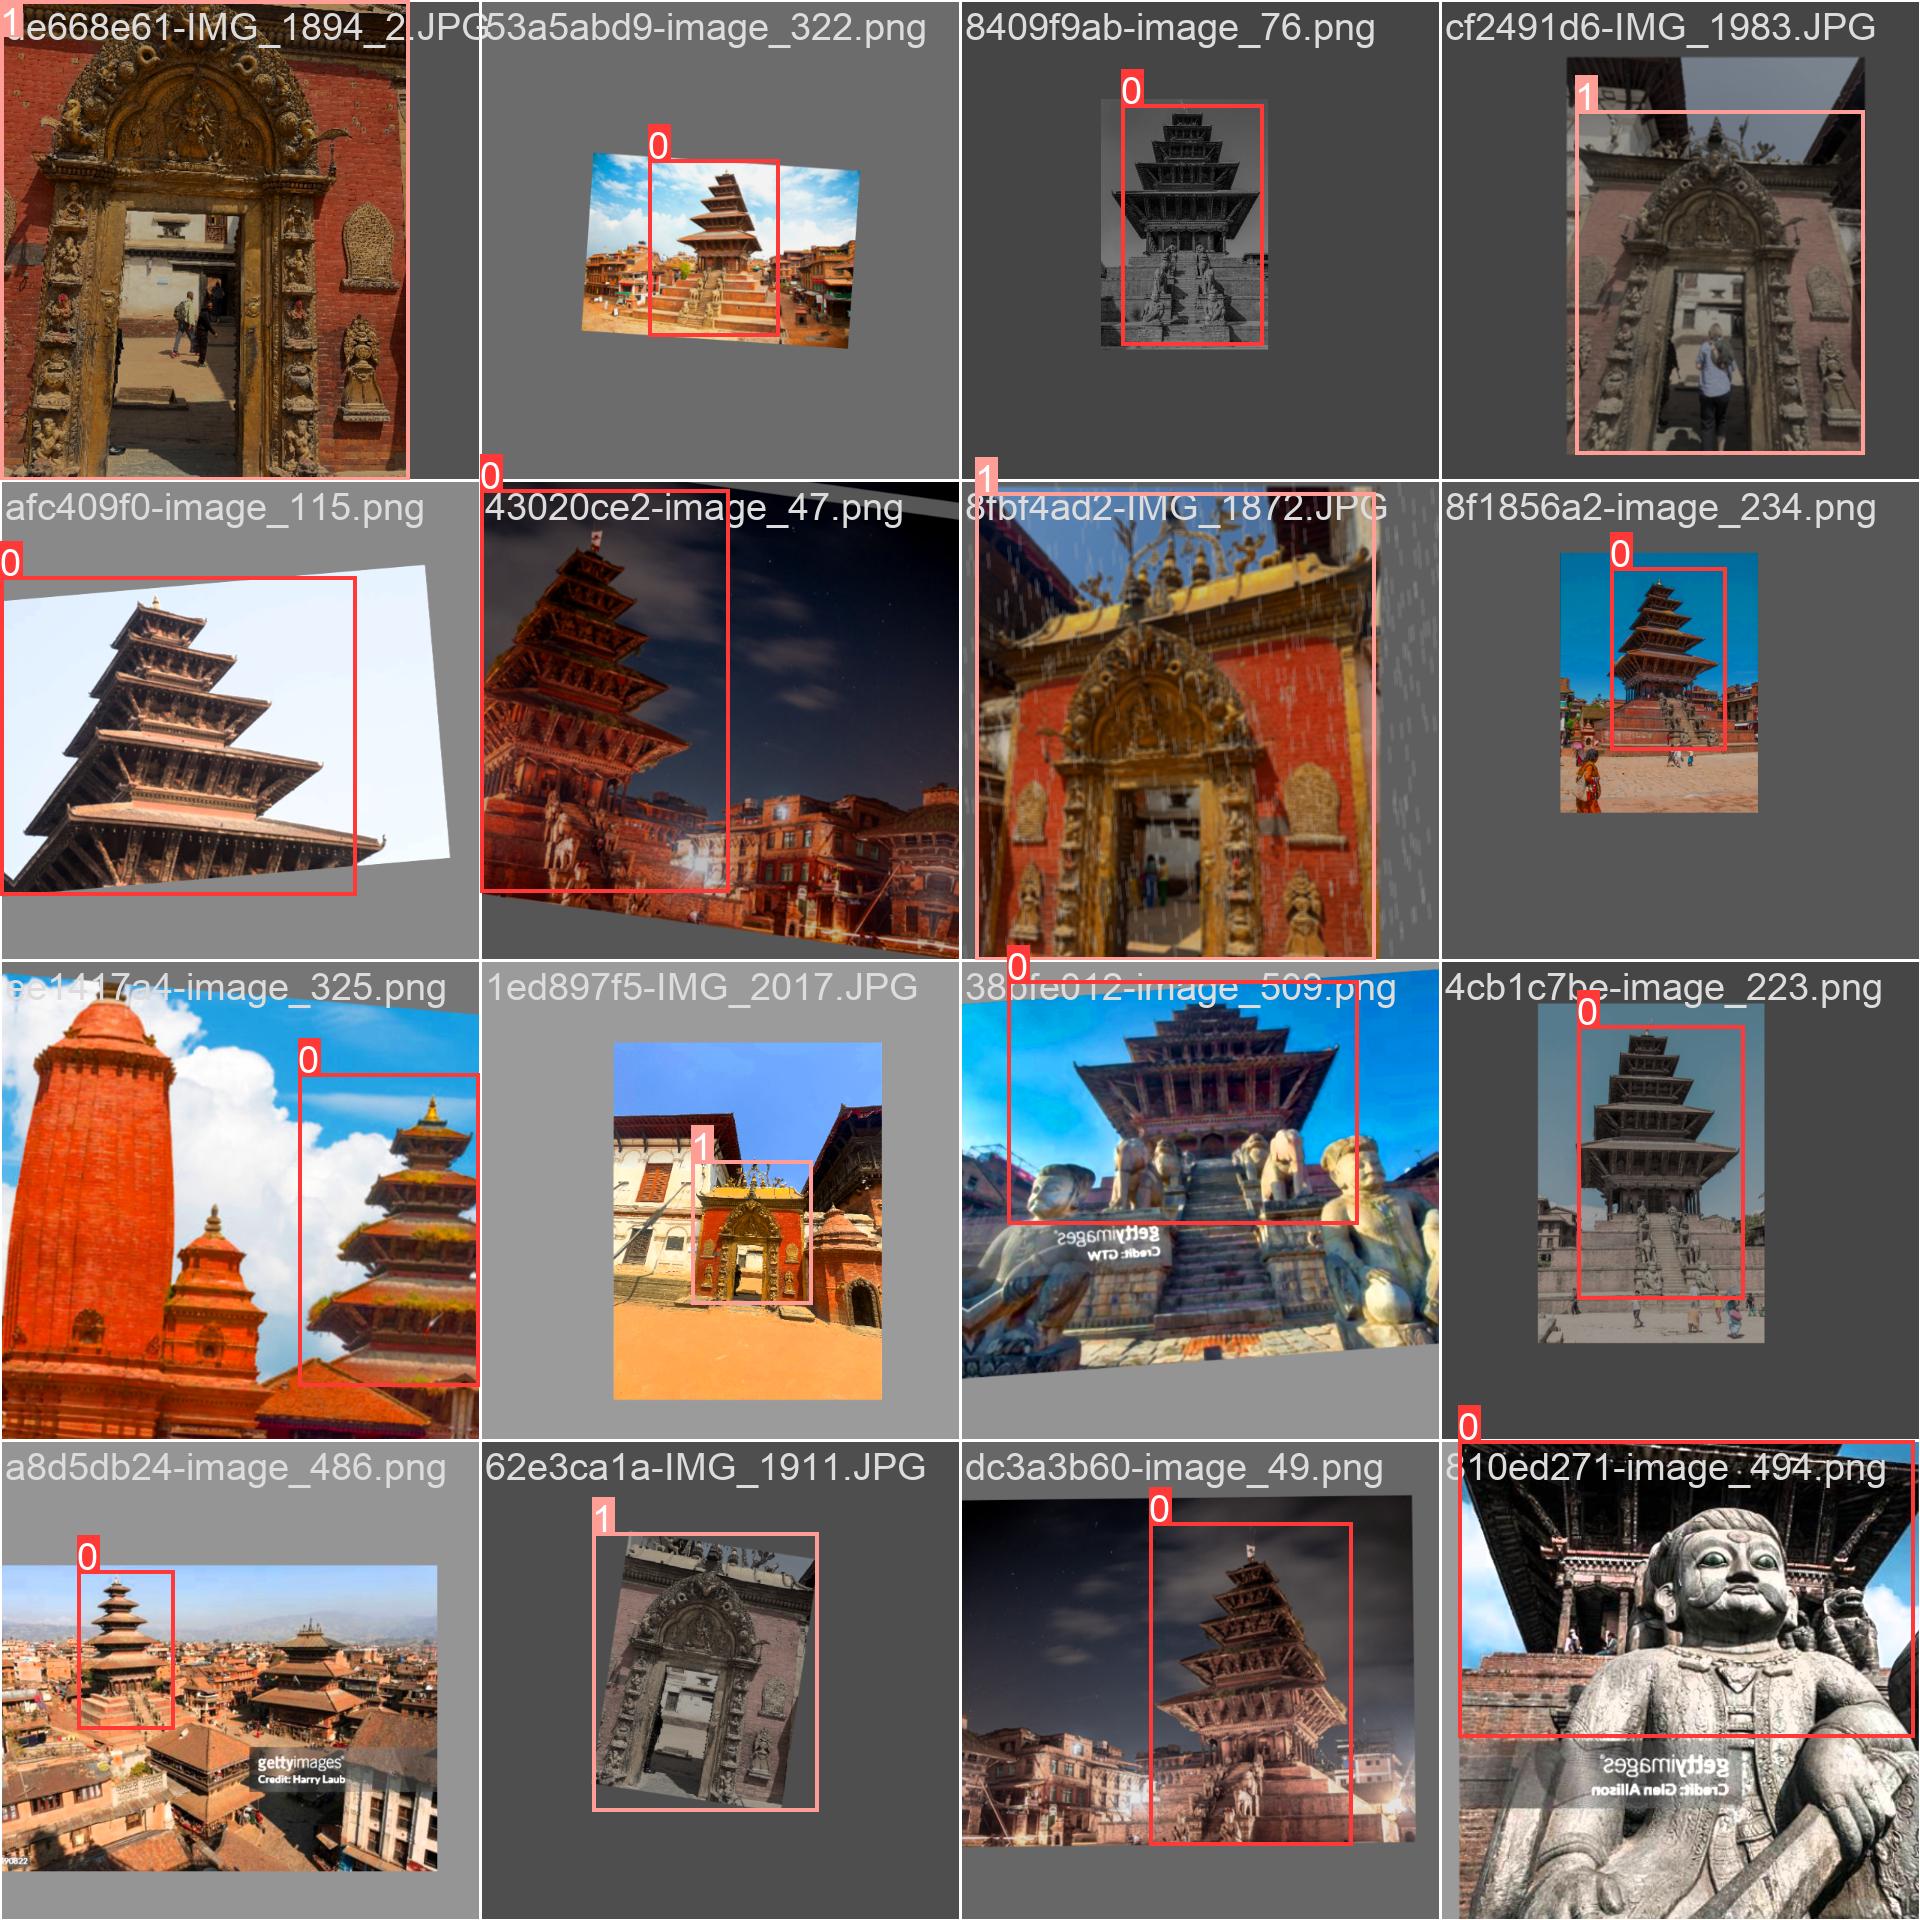 1
1e668e61-IMG_1894_2.JPG
53a5abd9-image_322.png
0
8409f9ab-image_76.png
0
cf2491d6-IMG_1983.JPG
1
afc409f0-image_115.png
0
43020ce2-image_47.png
0
8fbf4ad2-IMG_1872.JPG
1
8f1856a2-image_234.png
0
ee1417a4-image_325.png
0
1ed897f5-IMG_2017.JPG
1
38bfe012-image_509.png
0
gettyimages
Credit: GTW
4cb1c7be-image_223.png
0
a8d5db24-image_486.png
0
gettyimages
Credit: Harry Laub
62e3ca1a-IMG_1911.JPG
1
dc3a3b60-image_49.png
0
810ed271-image_494.png
0
gettyimages
Credit: Glen Allison